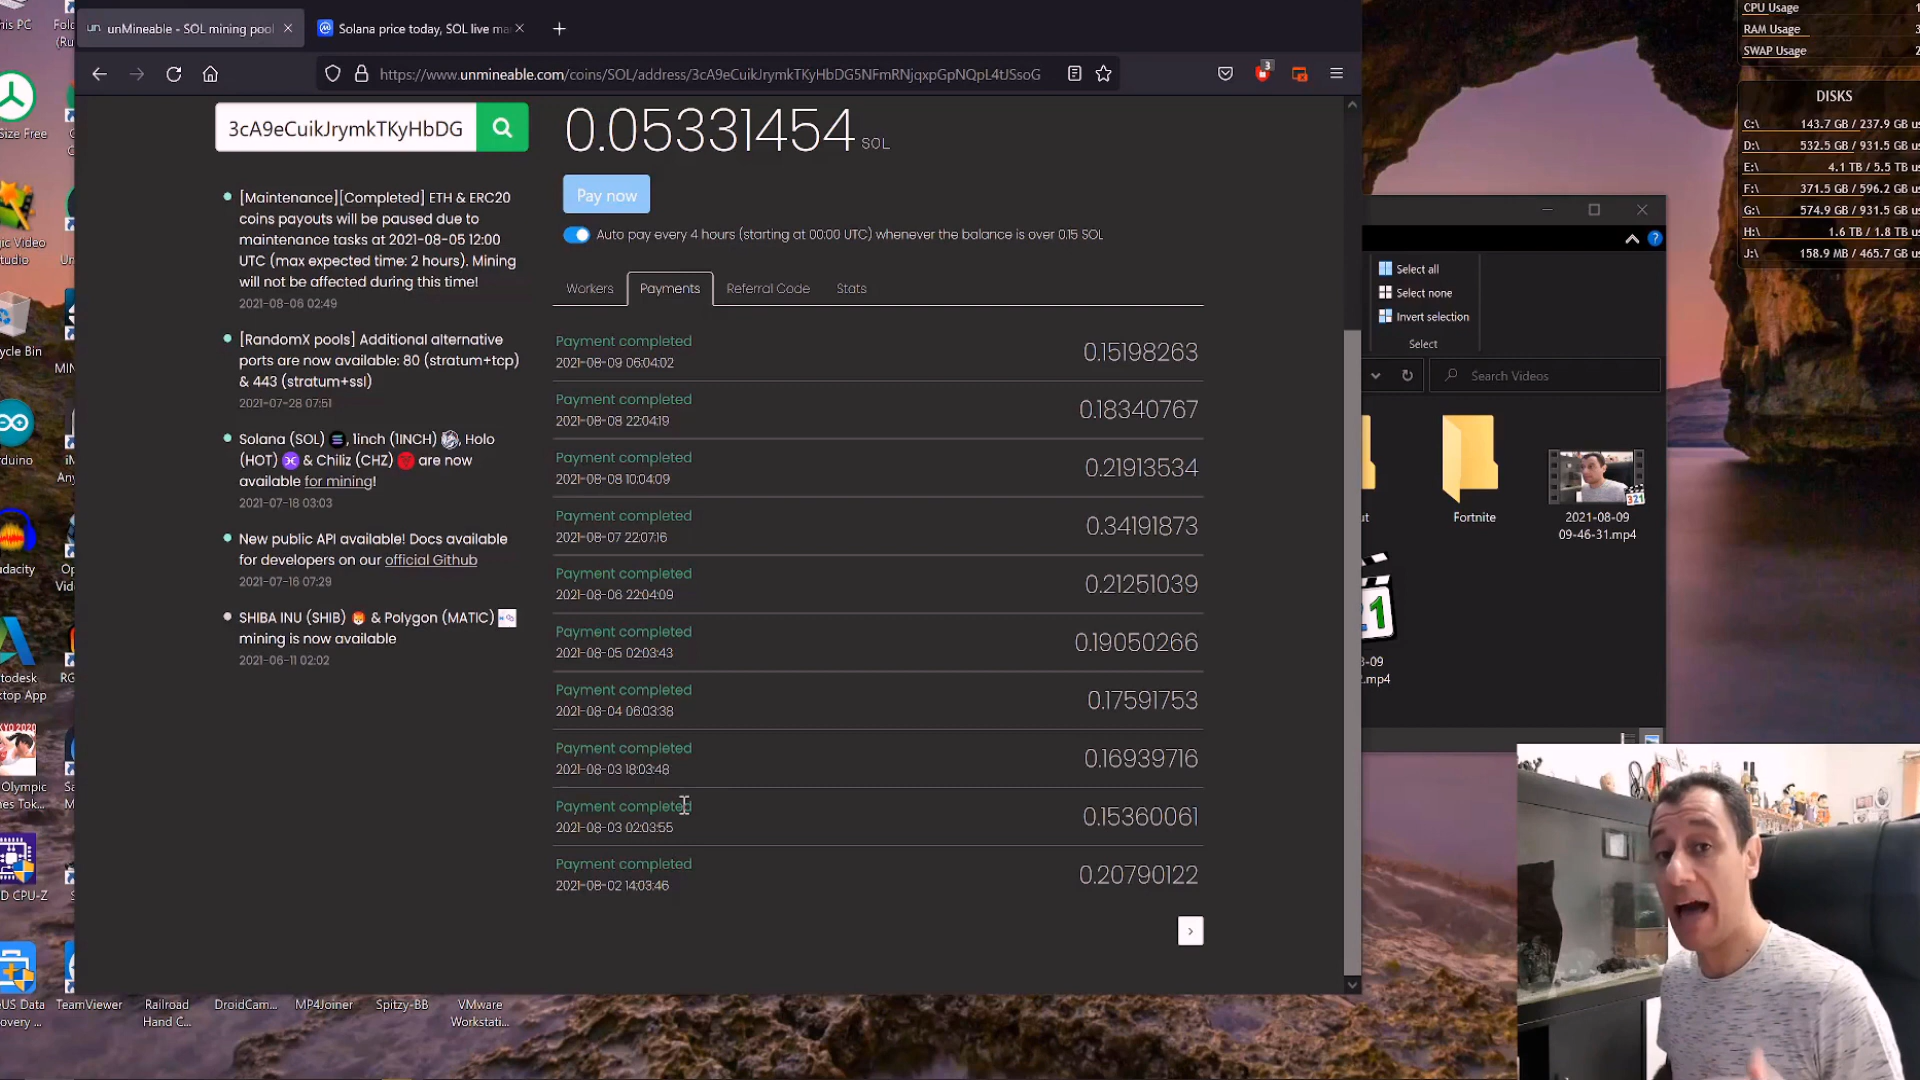 unMineable - SOL mining pool
Solana price today, SOL live ma
https://www.unmineable.com/coins/SOL/address/3cA9eCuikJrymkTKyHbDG5NFmRNjqxpGpNQpL4tJSsoG
3
3cA9eCuikJrymkTKyHbDG
0.05331454 SOL
Pay now
Auto pay every 4 hours (starting at 00:00 UTC) whenever the balance is over 0.15 SOL
[Maintenance][Completed] ETH & ERC20
coins payouts will be paused due to
maintenance tasks at 2021-08-05 12:00
UTC (max expected time: 2 hours). Mining
will not be affected during this time!
2021-08-06 02:49
[RandomX pools] Additional alternative
ports are now available: 80 (stratum+tcp)
& 443 (stratum+ssl)
2021-07-28 07:51
Solana (SOL) , 1inch (1INCH) , Holo
(HOT) & Chiliz (CHZ) are now
available for mining!
2021-07-18 03:03
New public API available! Docs available
for developers on our official Github
2021-07-16 07:29
SHIBA INU (SHIB) & Polygon (MATIC)
mining is now available
2021-06-11 02:02
Workers Payments Referral Code Stats
Payment completed
2021-08-09 06:04:02 0.15198263
Payment completed
2021-08-08 22:04:19 0.18340767
Payment completed
2021-08-08 10:04:09 0.21913534
Payment completed
2021-08-07 22:07:16 0.34191873
Payment completed
2021-08-06 22:04:09 0.21251039
Payment completed
2021-08-05 02:03:43 0.19050266
Payment completed
2021-08-04 06:03:38 0.17591753
Payment completed
2021-08-03 18:03:48 0.16939716
Payment completed
2021-08-03 02:03:55 0.15360061
Payment completed
2021-08-02 14:03:46 0.20790122
Select all
Select none
Invert selection
Select
Search Videos
Fortnite
2021-08-09
09-46-31.mp4
CPU Usage
RAM Usage
SWAP Usage
DISKS
C:\ 143.7 GB / 237.9 GB us
D:\ 532.5 GB / 931.5 GB us
E:\ 4.1 TB / 5.5 TB us
F:\ 371.5 GB / 596.2 GB us
G:\ 574.9 GB / 931.5 GB us
H:\ 1.6 TB / 1.8 TB us
J:\ 158.9 MB / 465.7 GB us
TeamViewer
Railroad
Hand C...
DroidCam...
MP4Joiner
Spitzy-BB
VMware
Workstati...